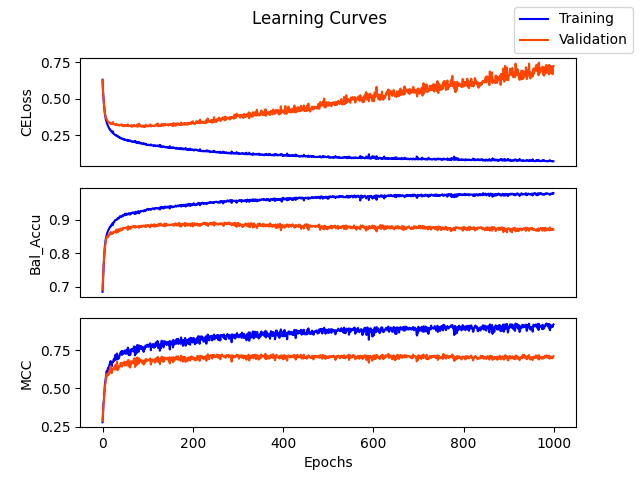 Learning Curves
Training
Validation
CELoss
0.75
0.50
0.25
Bal_Accu
0.9
0.8
0.7
MCC
0.75
0.50
0.25
0 200 400 600 800 1000
Epochs